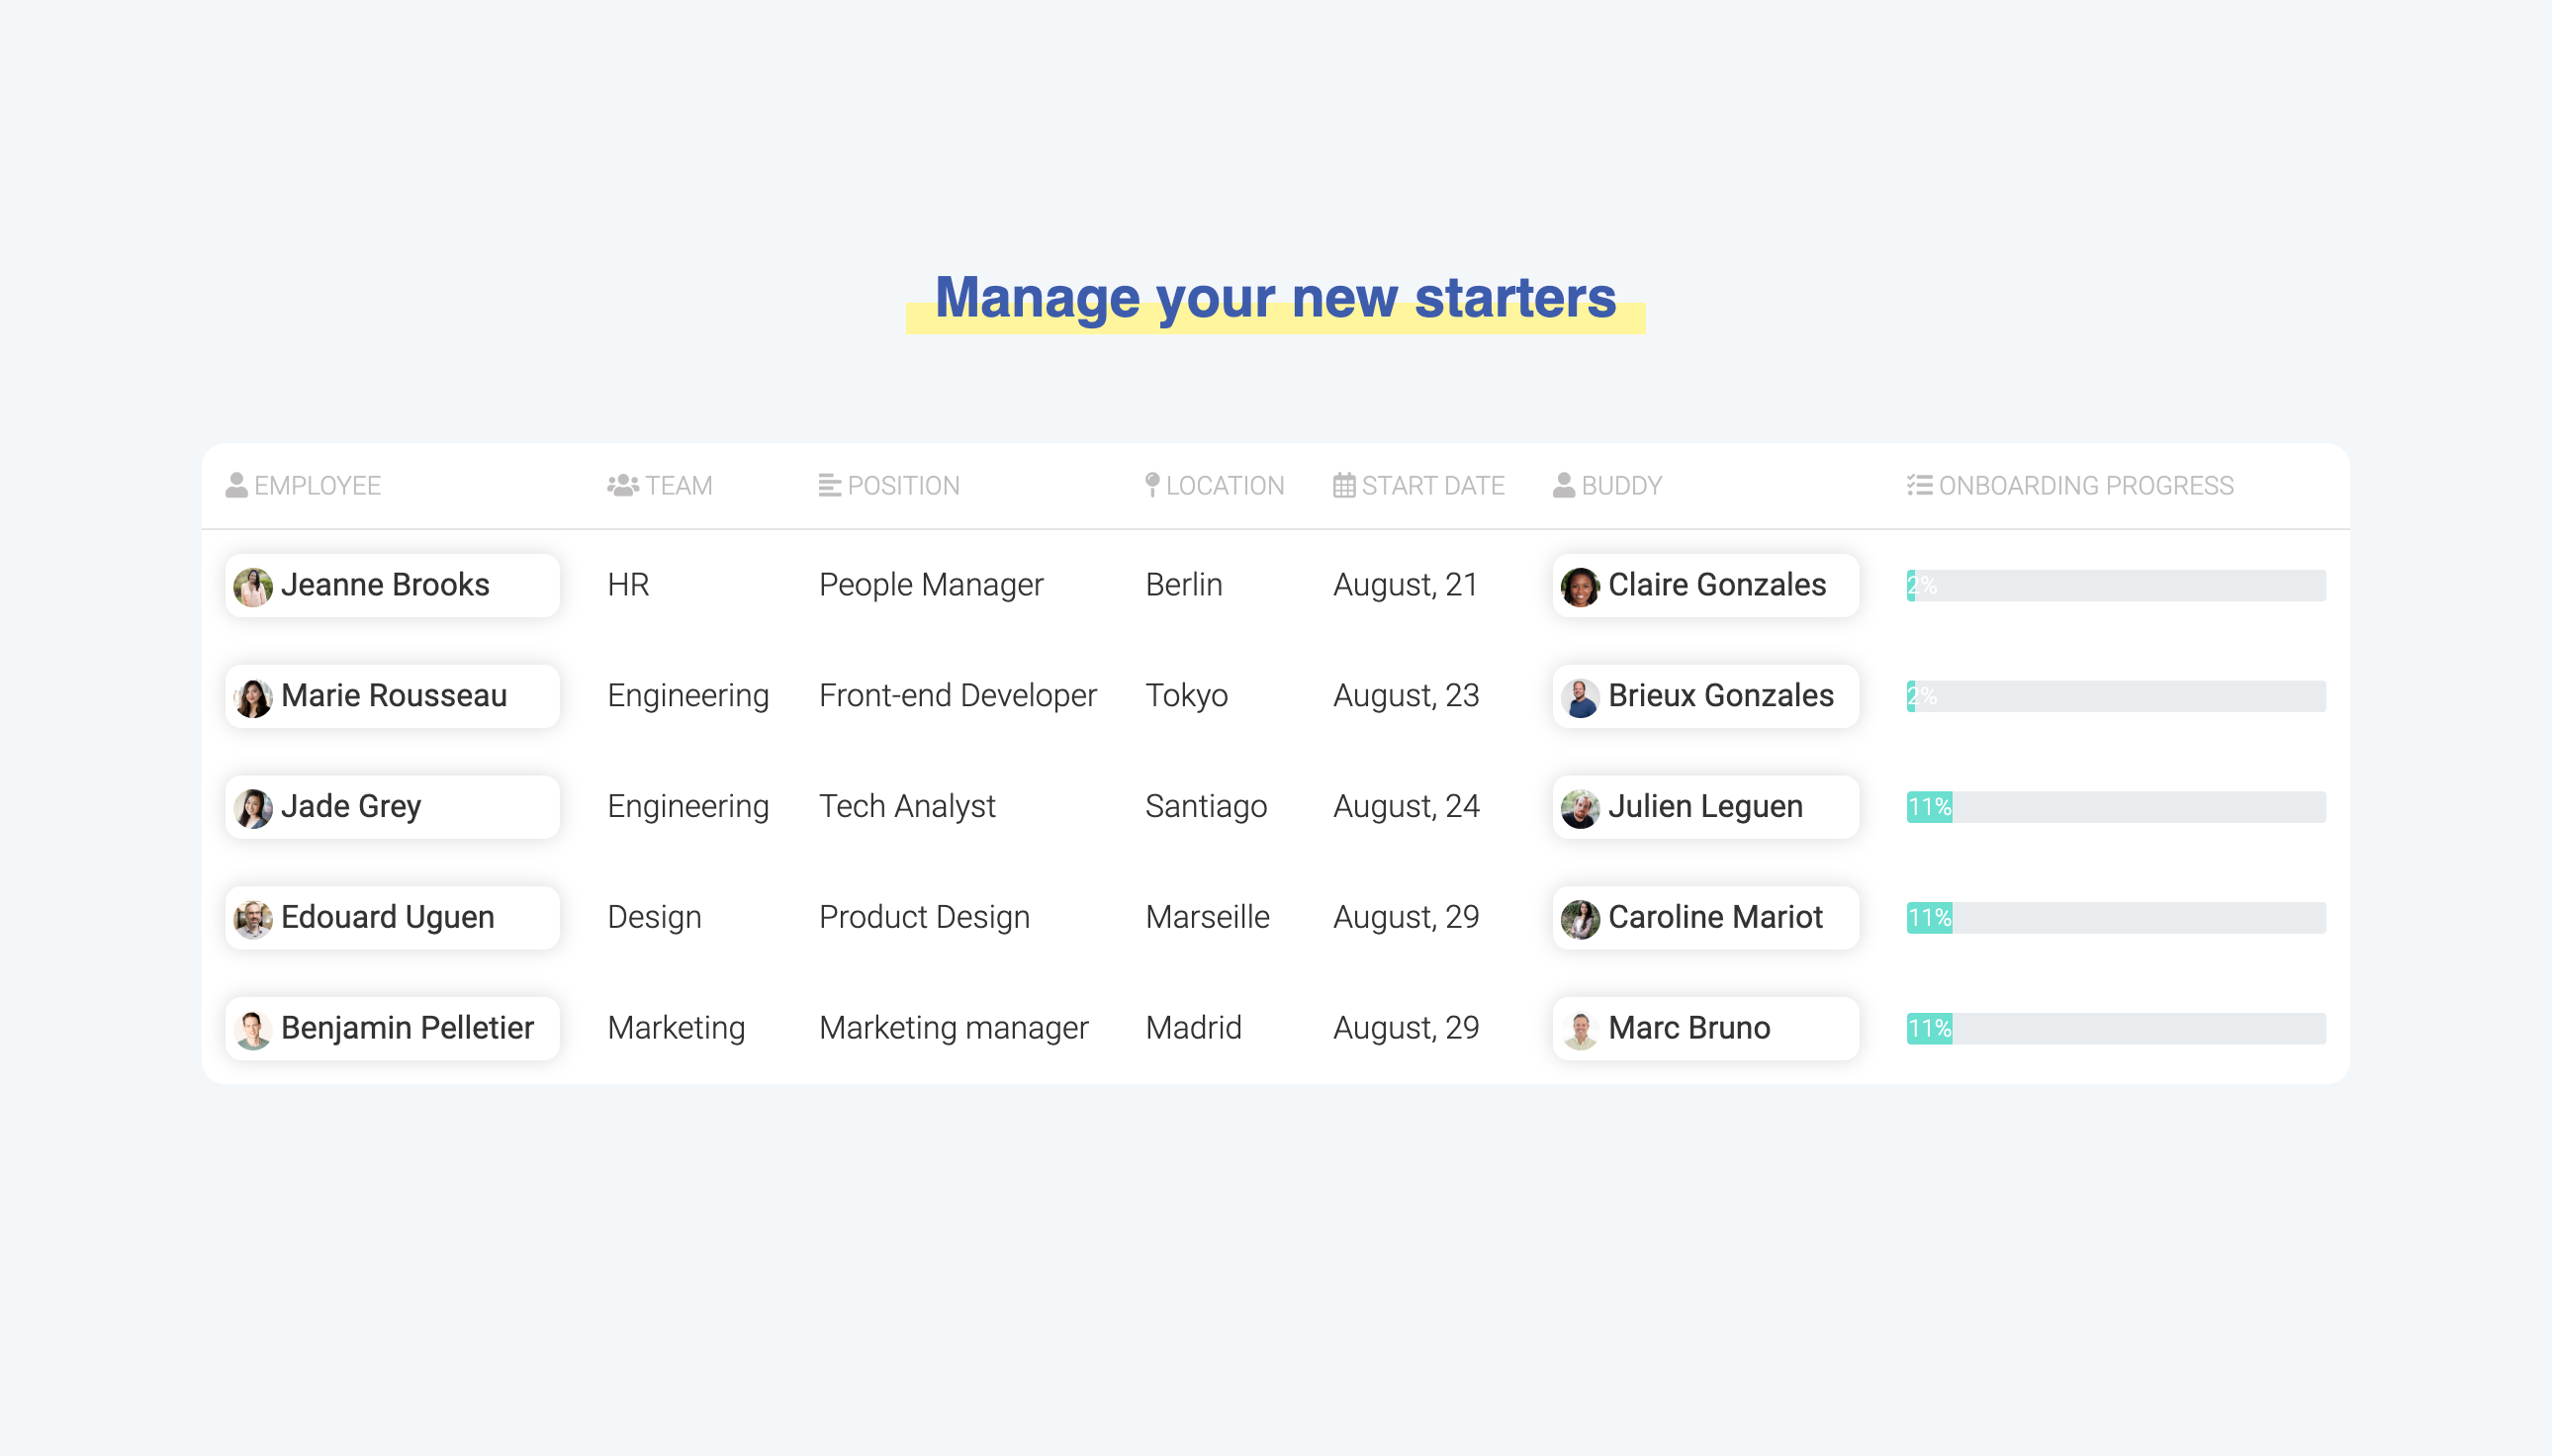 Manage your new starters
EMPLOYEE TEAM POSITION LOCATION START DATE BUDDY ONBOARDING PROGRESS
Jeanne Brooks HR People Manager Berlin August, 21 Claire Gonzales 2%
Marie Rousseau Engineering Front-end Developer Tokyo August, 23 Brieux Gonzales 2%
Jade Grey Engineering Tech Analyst Santiago August, 24 Julien Leguen 11%
Edouard Uguen Design Product Design Marseille August, 29 Caroline Mariot 11%
Benjamin Pelletier Marketing Marketing manager Madrid August, 29 Marc Bruno 11%